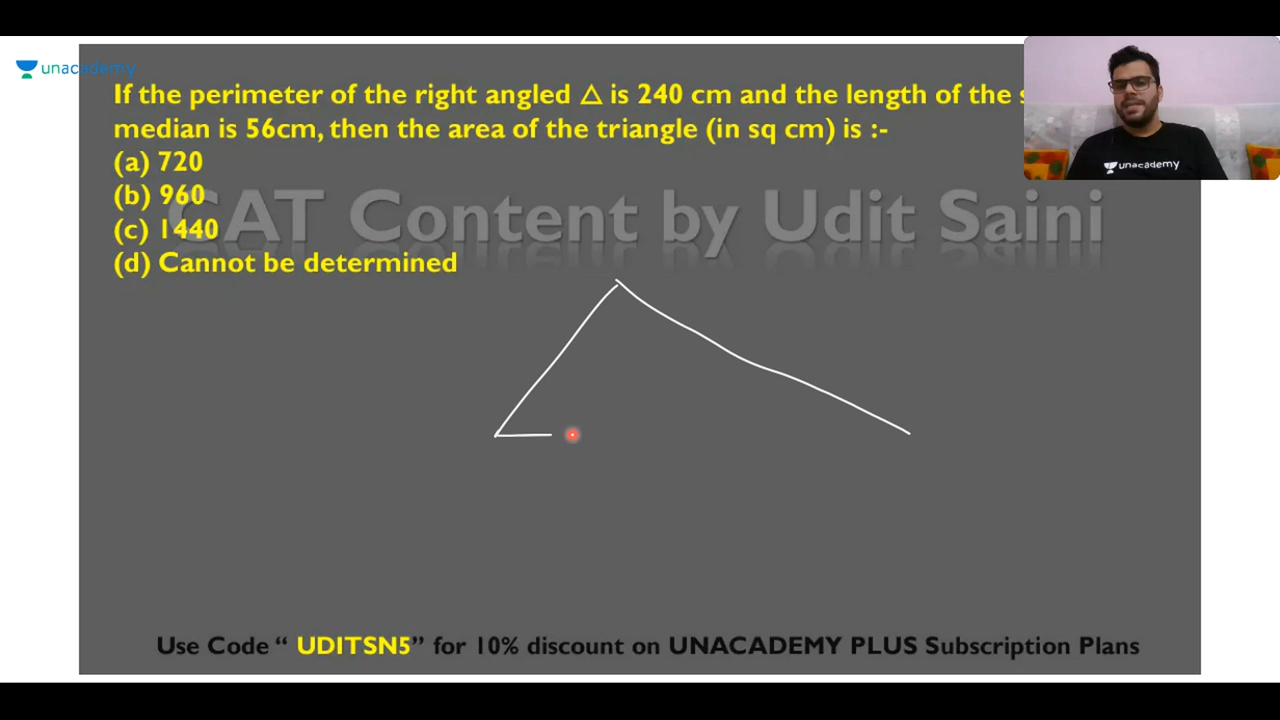 unacademy
If the perimeter of the right angled △ is 240 cm and the length of the
median is 56cm, then the area of the triangle (in sq cm) is :-
(a) 720
(b) 960
(c) 1440
(d) Cannot be determined
CAT Content by Udit Saini
unacademy
Use Code “ UDITSN5” for 10% discount on UNACADEMY PLUS Subscription Plans